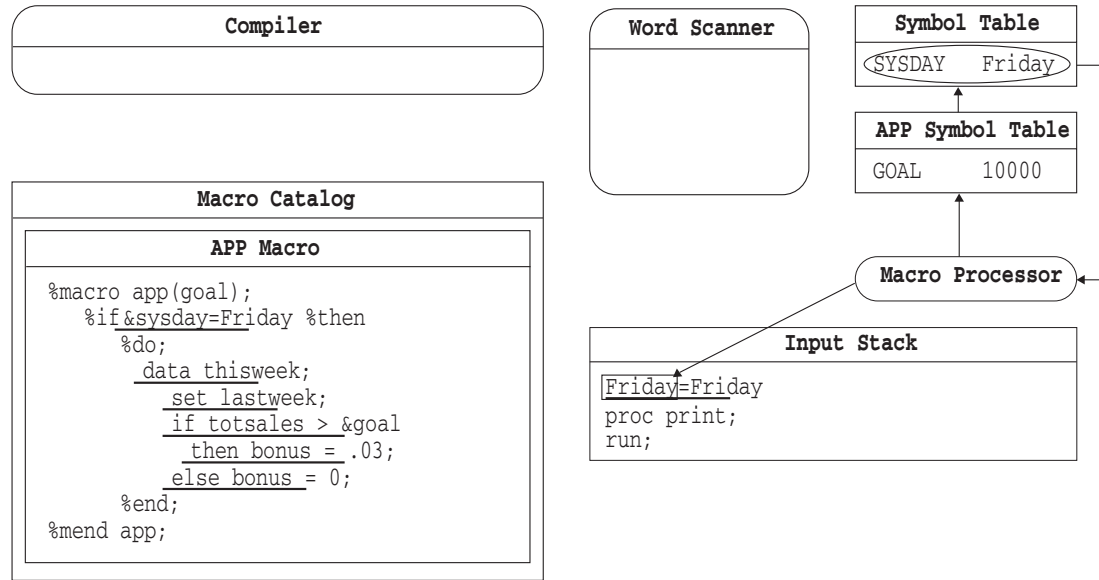 Compiler
Word Scanner
Symbol Table
SYSDAY Friday
APP Symbol Table
GOAL 10000
Macro Catalog
APP Macro
%macro app(goal);
%if &sysday=Friday %then
%do;
data thisweek;
set lastweek;
if totsales > &goal
then bonus = .03;
else bonus = 0;
%end;
%mend app;
Macro Processor
Input Stack
Friday=Friday
proc print;
run;